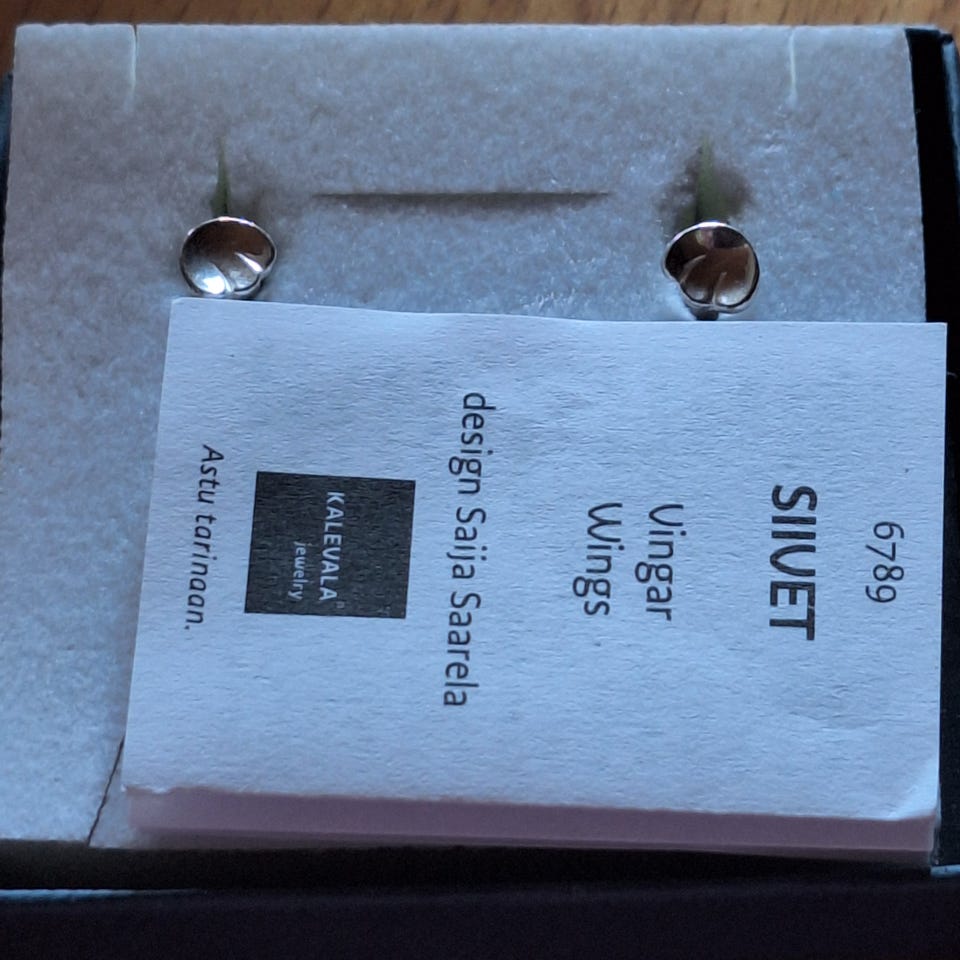 6789
SIIVET
Vingar
Wings
design Saija Saarela
KALEVALA®
jewelry
Astu tarinaan.